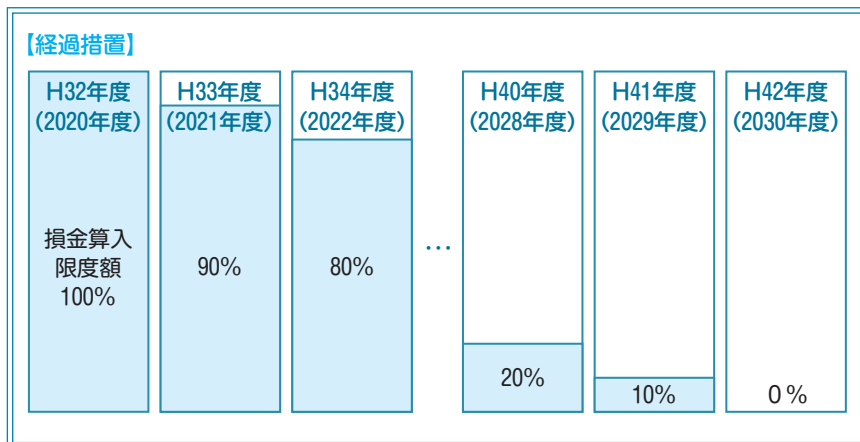 【経過措置】
H32年度
(2020年度)
損金算入
限度額
100%
H33年度
(2021年度)
90%
H34年度
(2022年度)
80%
…
H40年度
(2028年度)
20%
H41年度
(2029年度)
10%
H42年度
(2030年度)
0%